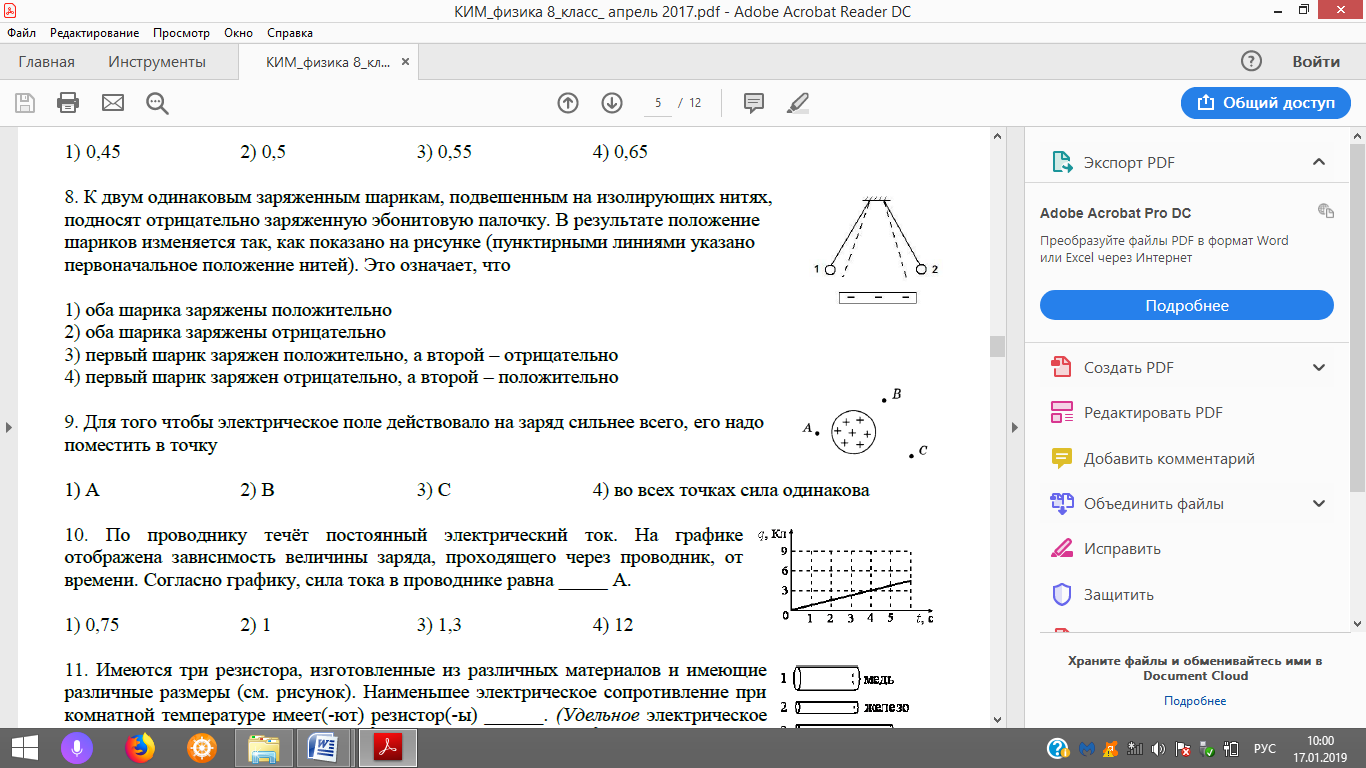 КИМ_физика 8_класс_ апрель 2017.pdf - Adobe Acrobat Reader DC
Файл Редактирование Просмотр Окно Справка
Главная Инструменты КИМ_физика 8_кл... × ? Войти
5 / 12 Общий доступ
1) 0,45 2) 0,5 3) 0,55 4) 0,65
8. К двум одинаковым заряженным шарикам, подвешенным на изолирующих нитях,
подносят отрицательно заряженную эбонитовую палочку. В результате положение
шариков изменяется так, как показано на рисунке (пунктирными линиями указано
первоначальное положение нитей). Это означает, что
1 2
1) оба шарика заряжены положительно
2) оба шарика заряжены отрицательно
3) первый шарик заряжен положительно, а второй – отрицательно
4) первый шарик заряжен отрицательно, а второй – положительно
B
A
C
9. Для того чтобы электрическое поле действовало на заряд сильнее всего, его надо
поместить в точку
1) А 2) В 3) С 4) во всех точках сила одинакова
10. По проводнику течёт постоянный электрический ток. На графике
отображена зависимость величины заряда, проходящего через проводник, от
времени. Согласно графику, сила тока в проводнике равна _____ А.
q, Кл
9
6
3
0 1 2 3 4 5 t, с
1) 0,75 2) 1 3) 1,3 4) 12
11. Имеются три резистора, изготовленные из различных материалов и имеющие
различные размеры (см. рисунок). Наименьшее электрическое сопротивление при
комнатной температуре имеет(-ют) резистор(-ы) ______. (Удельное электрическое
1 медь
2 железо
Экспорт PDF
Adobe Acrobat Pro DC
Преобразуйте файлы PDF в формат Word
или Excel через Интернет
Подробнее
Создать PDF
Редактировать PDF
Добавить комментарий
Объединить файлы
Исправить
Защитить
Храните файлы и обменивайтесь ими в
Document Cloud
Подробнее
РУС 10:00
17.01.2019